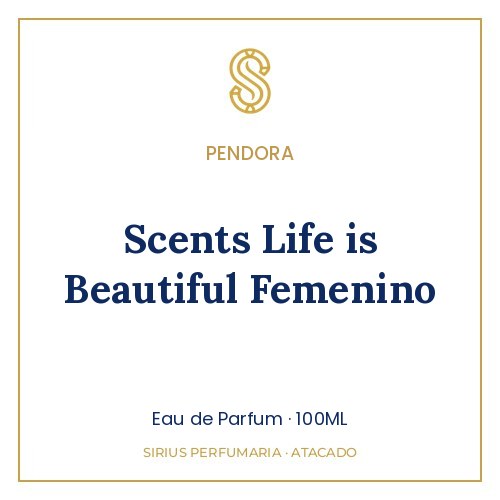 PENDORA
Scents Life is
Beautiful Femenino
Eau de Parfum · 100ML
SIRIUS PERFUMARIA · ATACADO